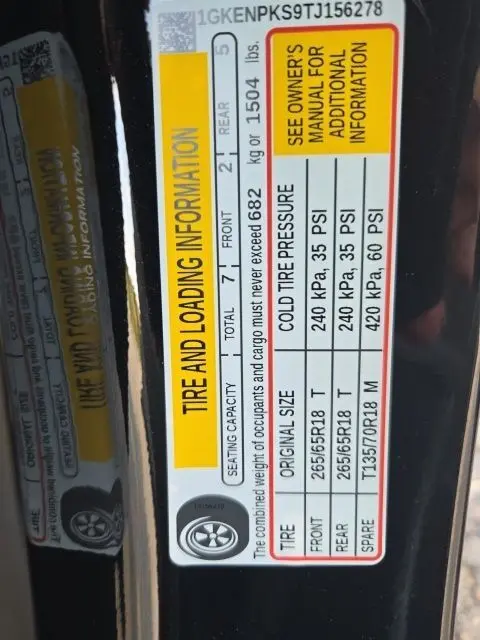 1GKENPKS9TJ156278
TIRE AND LOADING INFORMATION
SEATING CAPACITY TOTAL 7 FRONT 2 REAR 5
The combined weight of occupants and cargo must never exceed 682 kg or 1504 lbs.
TIRE ORIGINAL SIZE COLD TIRE PRESSURE
FRONT 265/65R18 T 240 kPa, 35 PSI
REAR 265/65R18 T 240 kPa, 35 PSI
SPARE T135/70R18 M 420 kPa, 60 PSI
SEE OWNER'S
MANUAL FOR
ADDITIONAL
INFORMATION